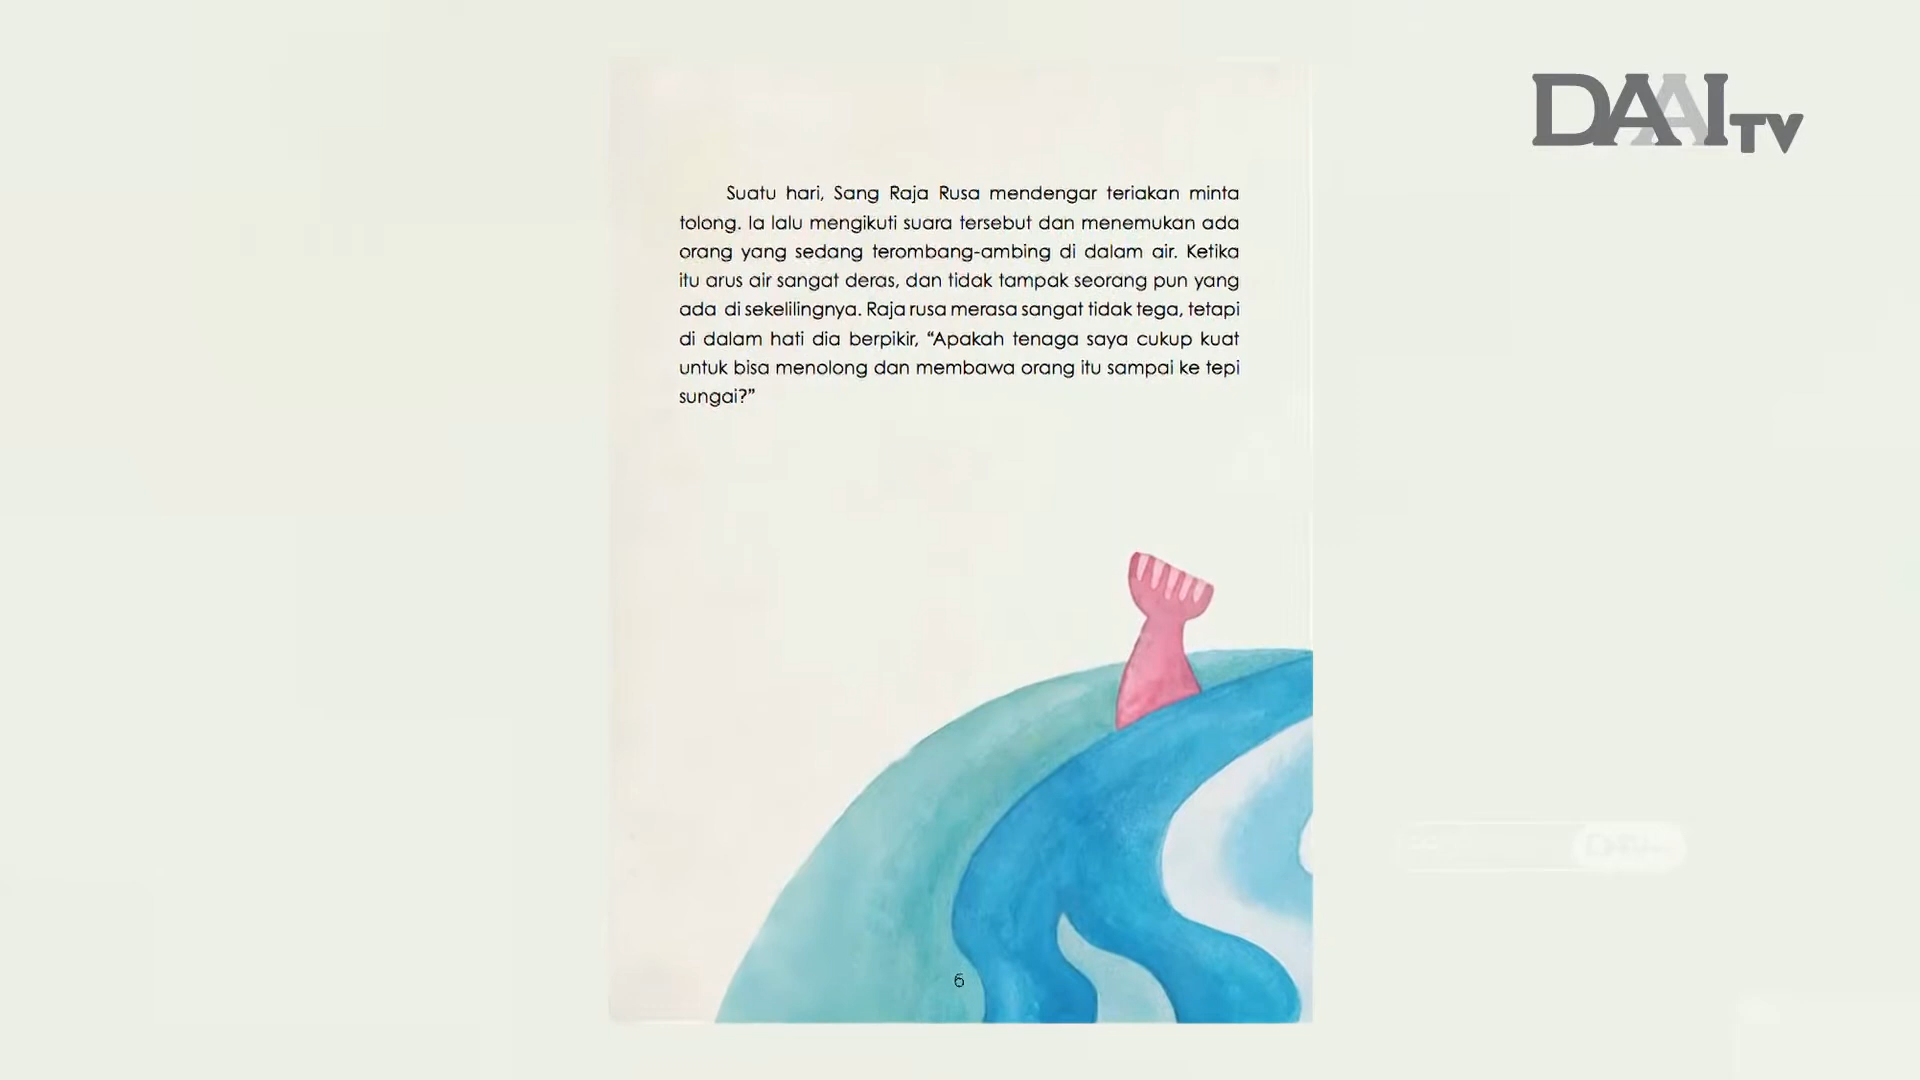 DAAI TV
Suatu hari, Sang Raja Rusa mendengar teriakan minta
tolong. Ia lalu mengikuti suara tersebut dan menemukan ada
orang yang sedang terombang-ambing di dalam air. Ketika
itu arus air sangat deras, dan tidak tampak seorang pun yang
ada di sekelilingnya. Raja rusa merasa sangat tidak tega, tetapi
di dalam hati dia berpikir, “Apakah tenaga saya cukup kuat
untuk bisa menolong dan membawa orang itu sampai ke tepi
sungai?”
6